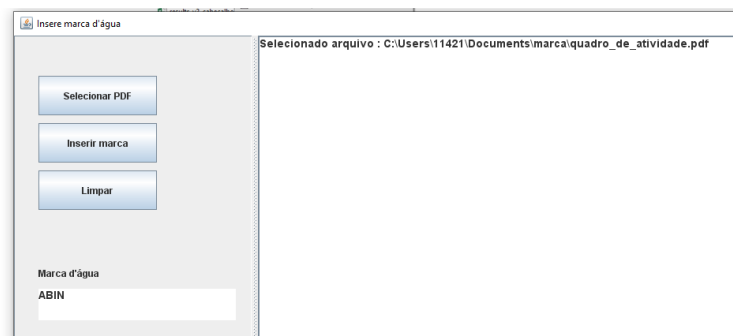 Insere marca d'água
Selecionado arquivo : C:\Users\11421\Documents\marca\quadro_de_atividade.pdf
Selecionar PDF
Inserir marca
Limpar
Marca d'água
ABIN